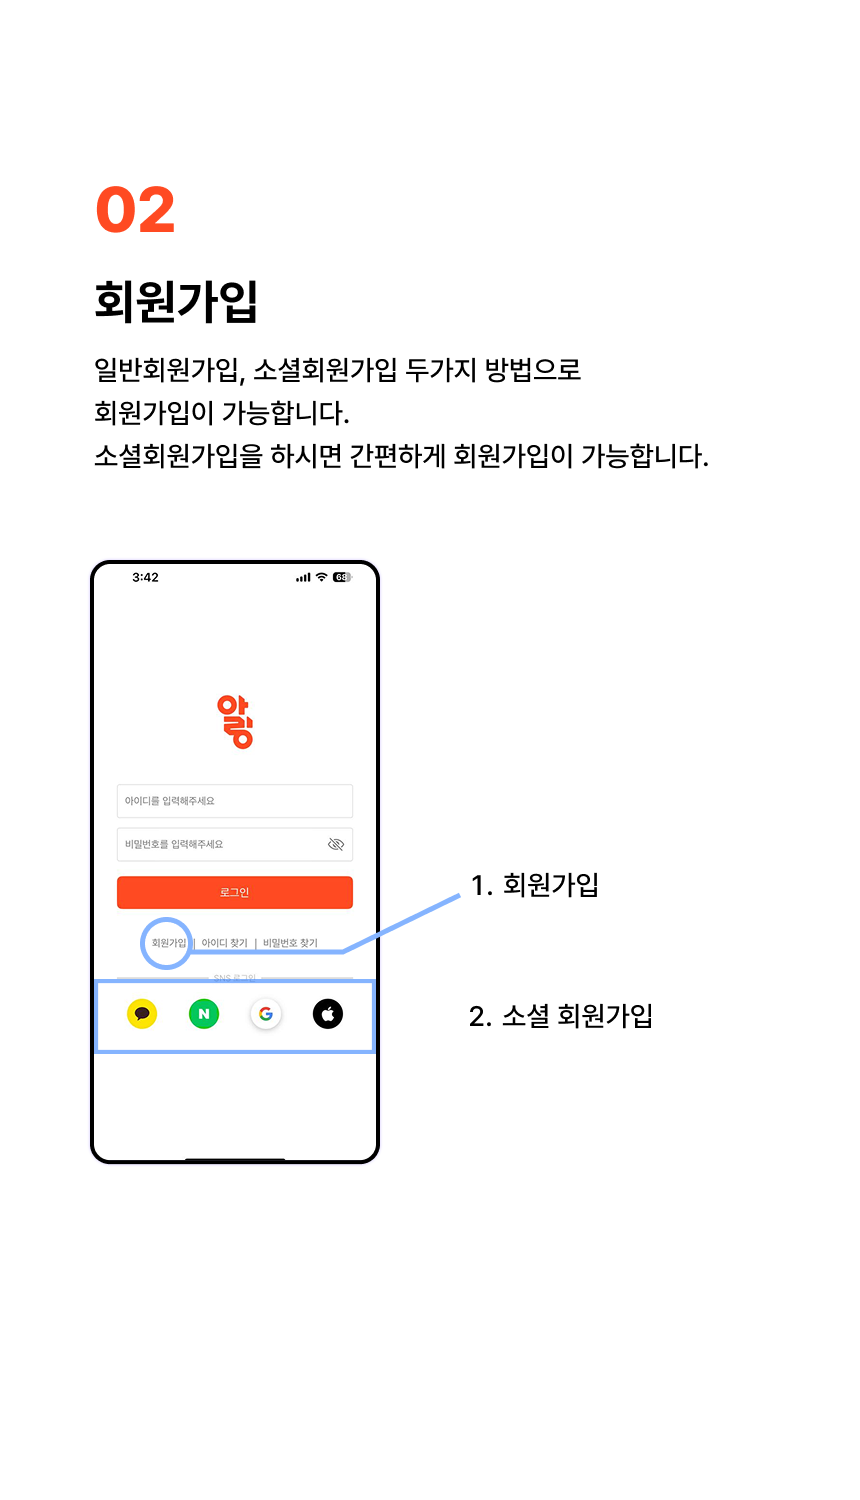 02
회원가입
일반회원가입, 소셜회원가입 두가지 방법으로
회원가입이 가능합니다.
소셜회원가입을 하시면 간편하게 회원가입이 가능합니다.
3:42
68
알랑
아이디를 입력해주세요
비밀번호를 입력해주세요
로그인
회원가입 | 아이디 찾기 | 비밀번호 찾기
SNS 로그인
N
G
1. 회원가입
2. 소셜 회원가입